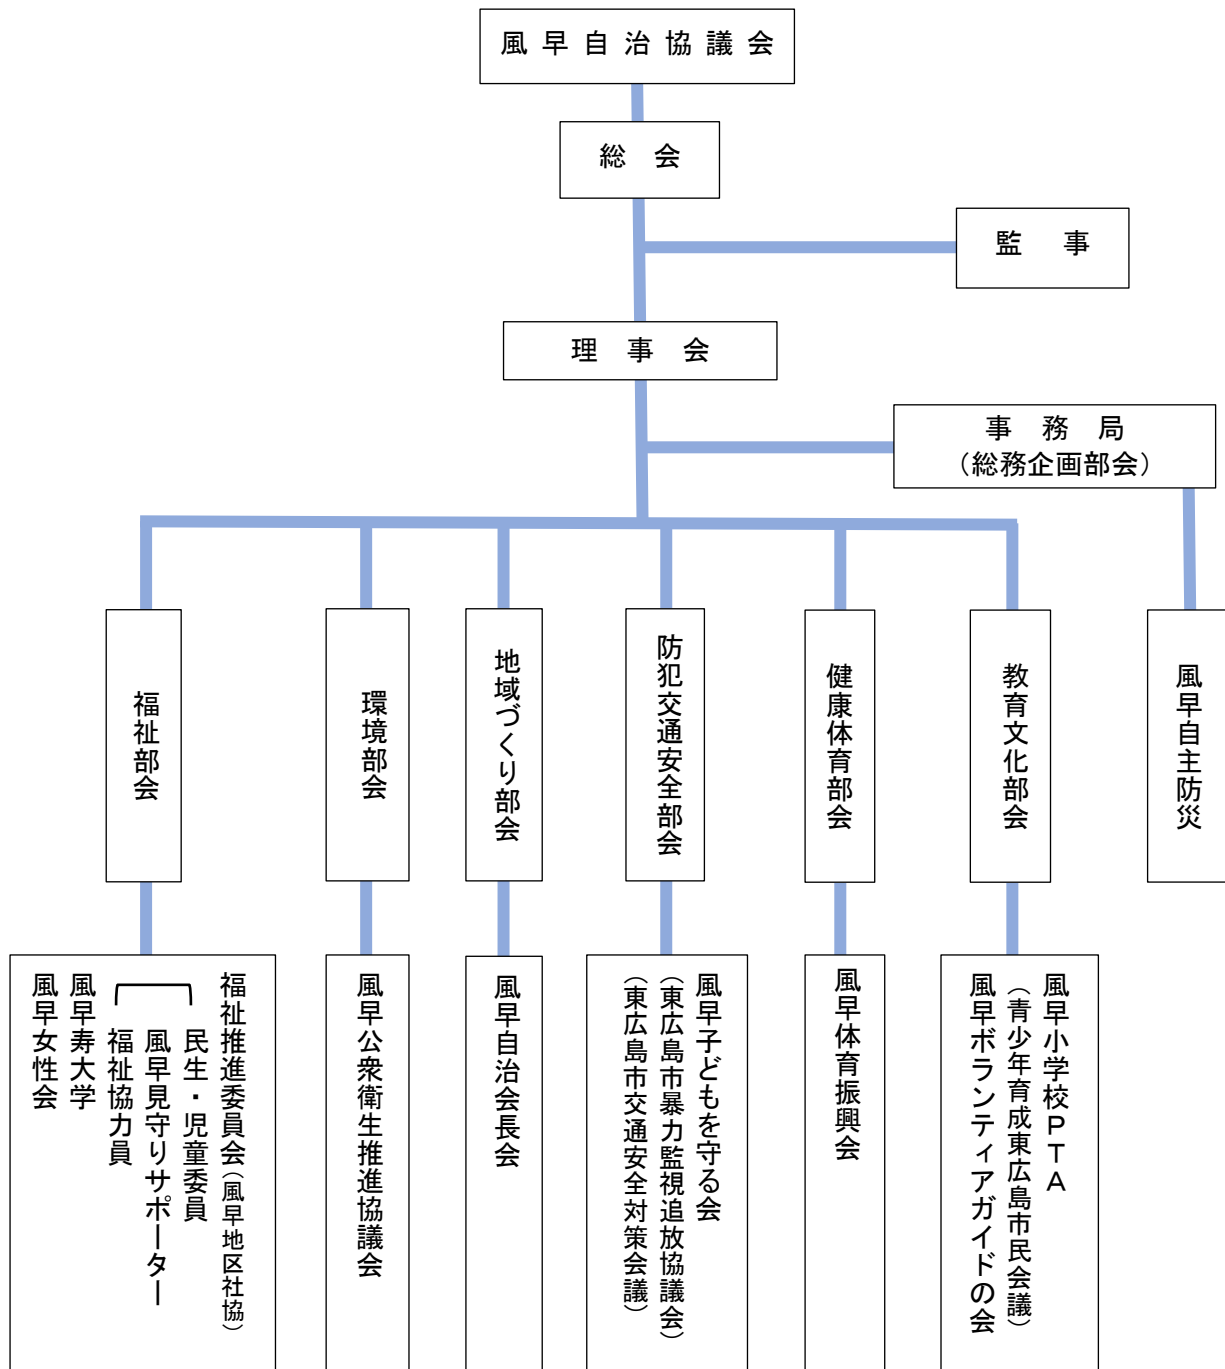 風早自治協議会
総会
監事
理事会
事務局
（総務企画部会）
福祉部会
環境部会
地域づくり部会
防犯交通安全部会
健康体育部会
教育文化部会
風早自主防災
福祉推進委員会（風早地区社協）
民生・児童委員
風早見守りサポーター
福祉協力員
風早寿大学
風早女性会
風早公衆衛生推進協議会
風早自治会長会
風早子どもを守る会
（東広島市暴力監視追放協議会）
（東広島市交通安全対策会議）
風早体育振興会
風早小学校ＰＴＡ
（青少年育成東広島市民会議）
風早ボランティアガイドの会